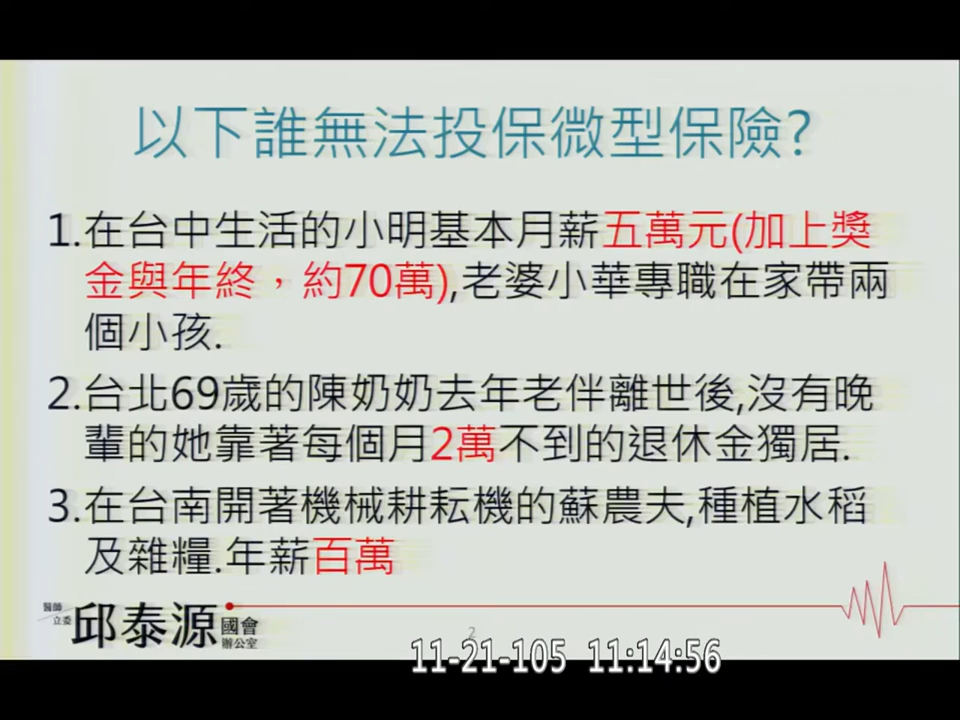 以下誰無法投保微型保險?
1.在台中生活的小明基本月薪五萬元(加上獎
金與年終，約70萬),老婆小華專職在家帶兩
個小孩.
2.台北69歲的陳奶奶去年老伴離世後,沒有晚
輩的她靠著每個月2萬不到的退休金獨居.
3.在台南開著機械耕耘機的蘇農夫,種植水稻
及雜糧.年薪百萬
醫師
立委
邱泰源
國會
辦公室
2
11-21-105 11:14:56